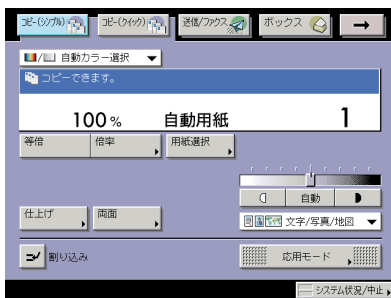 コピー(シンプル)
コピー(クイック)
送信/ファクス
ボックス
自動カラー選択
コピーできます。
100%
自動用紙
1
等倍
倍率
用紙選択
自動
仕上げ
両面
文字/写真/地図
割り込み
応用モード
システム状況/中止